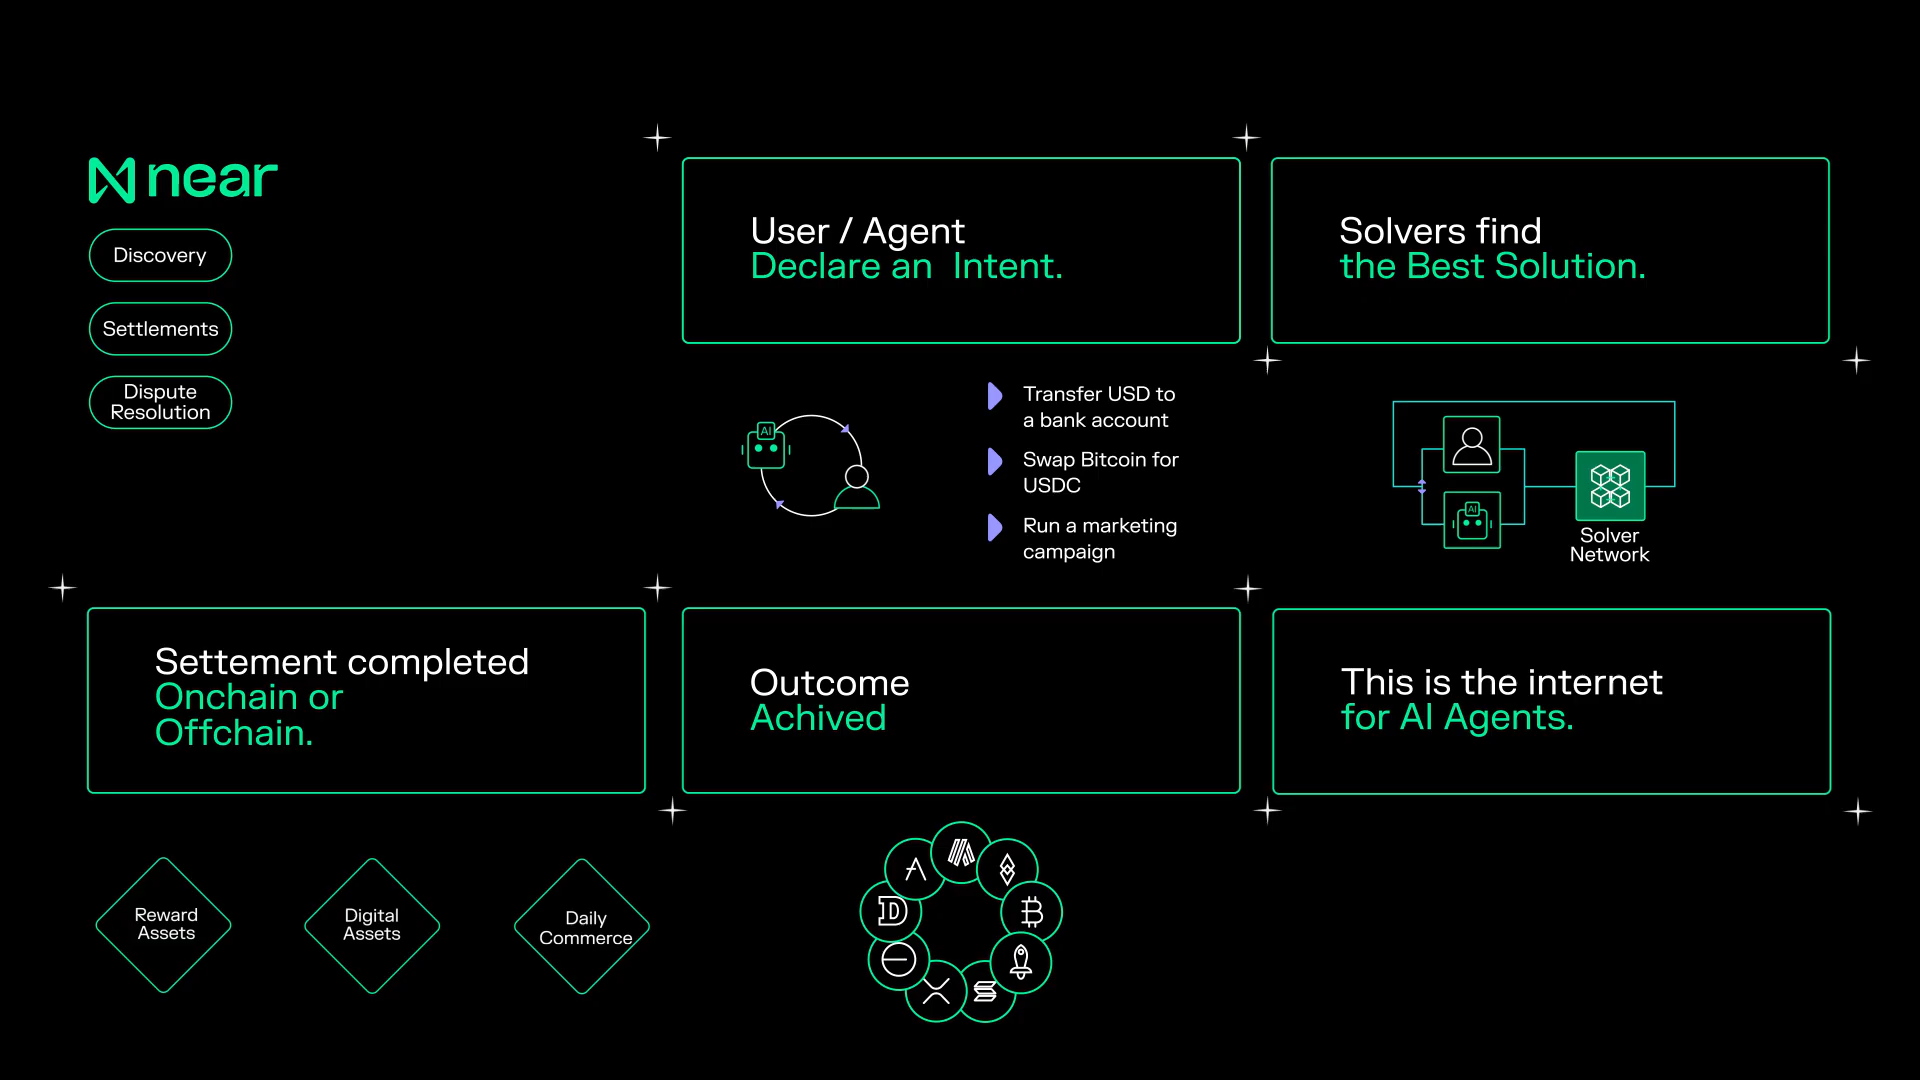 near
Discovery
Settlements
Dispute
Resolution
User / Agent
Declare an  Intent.
AI
Transfer USD to
a bank account
Swap Bitcoin for
USDC
Run a marketing
campaign
Solvers find
the Best Solution.
AI
Solver
Network
Settement completed
Onchain or
Offchain.
Reward
Assets
Digital
Assets
Daily
Commerce
Outcome
Achived
This is the internet
for AI Agents.